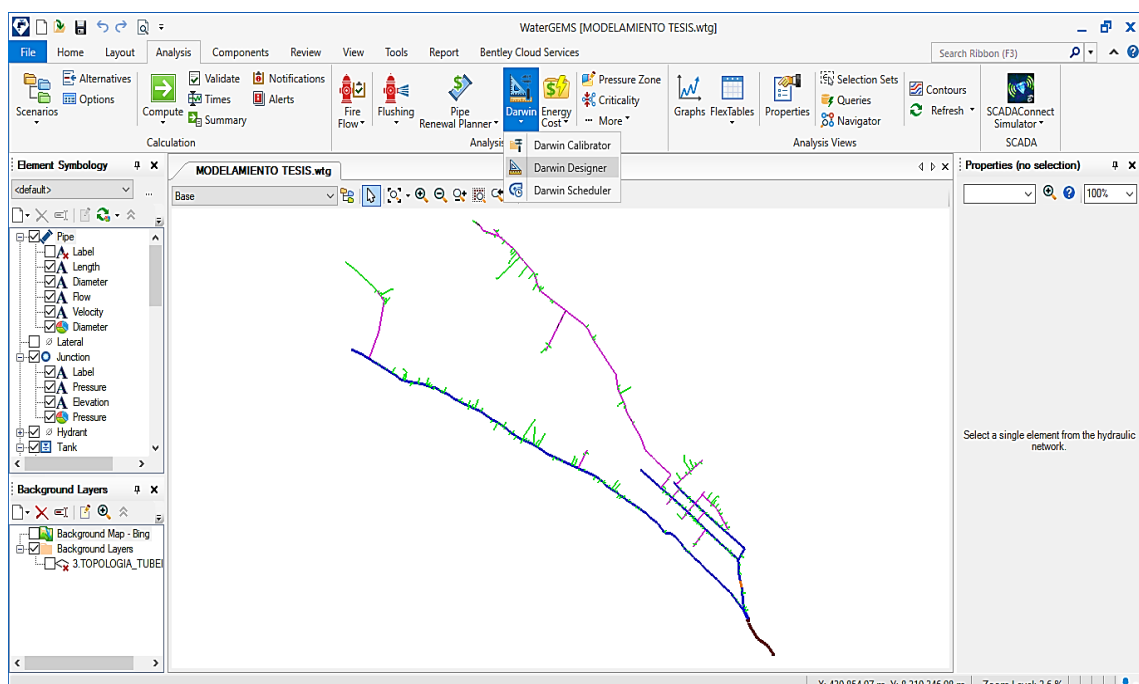 WaterGEMS [MODELAMIENTO TESIS.wtg]
File Home Layout Analysis Components Review View Tools Report Bentley Cloud Services
Search Ribbon (F3)
Scenarios
Alternatives
Options
Compute
Validate
Times
Summary
Notifications
Alerts
Calculation
Fire Flow
Flushing
Pipe Renewal Planner
Darwin
Energy Cost
Pressure Zone
Criticality
More
Analysis
Graphs
FlexTables
Properties
Selection Sets
Queries
Navigator
Contours
Refresh
Analysis Views
SCADAConnect Simulator
SCADA
Darwin Calibrator
Darwin Designer
Darwin Scheduler
Element Symbology
<default>
...
Pipe
Label
Length
Diameter
Flow
Velocity
Diameter
Lateral
Junction
Label
Pressure
Elevation
Pressure
Hydrant
Tank
Background Layers
Background Map - Bing
Background Layers
3.TOPOLOGIA_TUBEI
MODELAMIENTO TESIS.wtg
Base
Properties (no selection)
100%
Select a single element from the hydraulic
network.